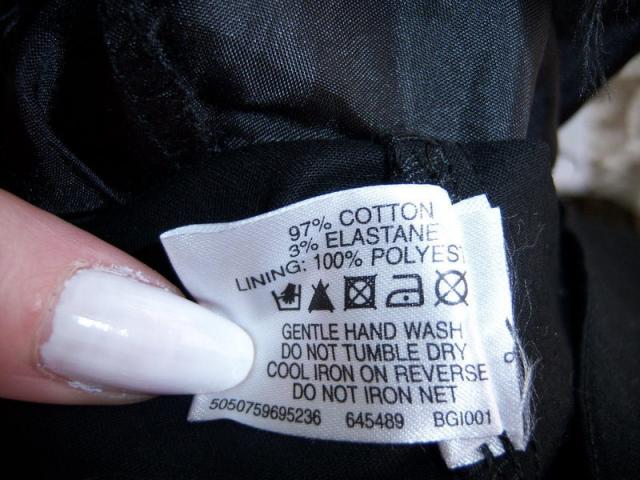 97% COTTON
3% ELASTANE
LINING: 100% POLYES
GENTLE HAND WASH
DO NOT TUMBLE DRY
COOL IRON ON REVERSE
DO NOT IRON NET
5050759695236 645489 BGI001